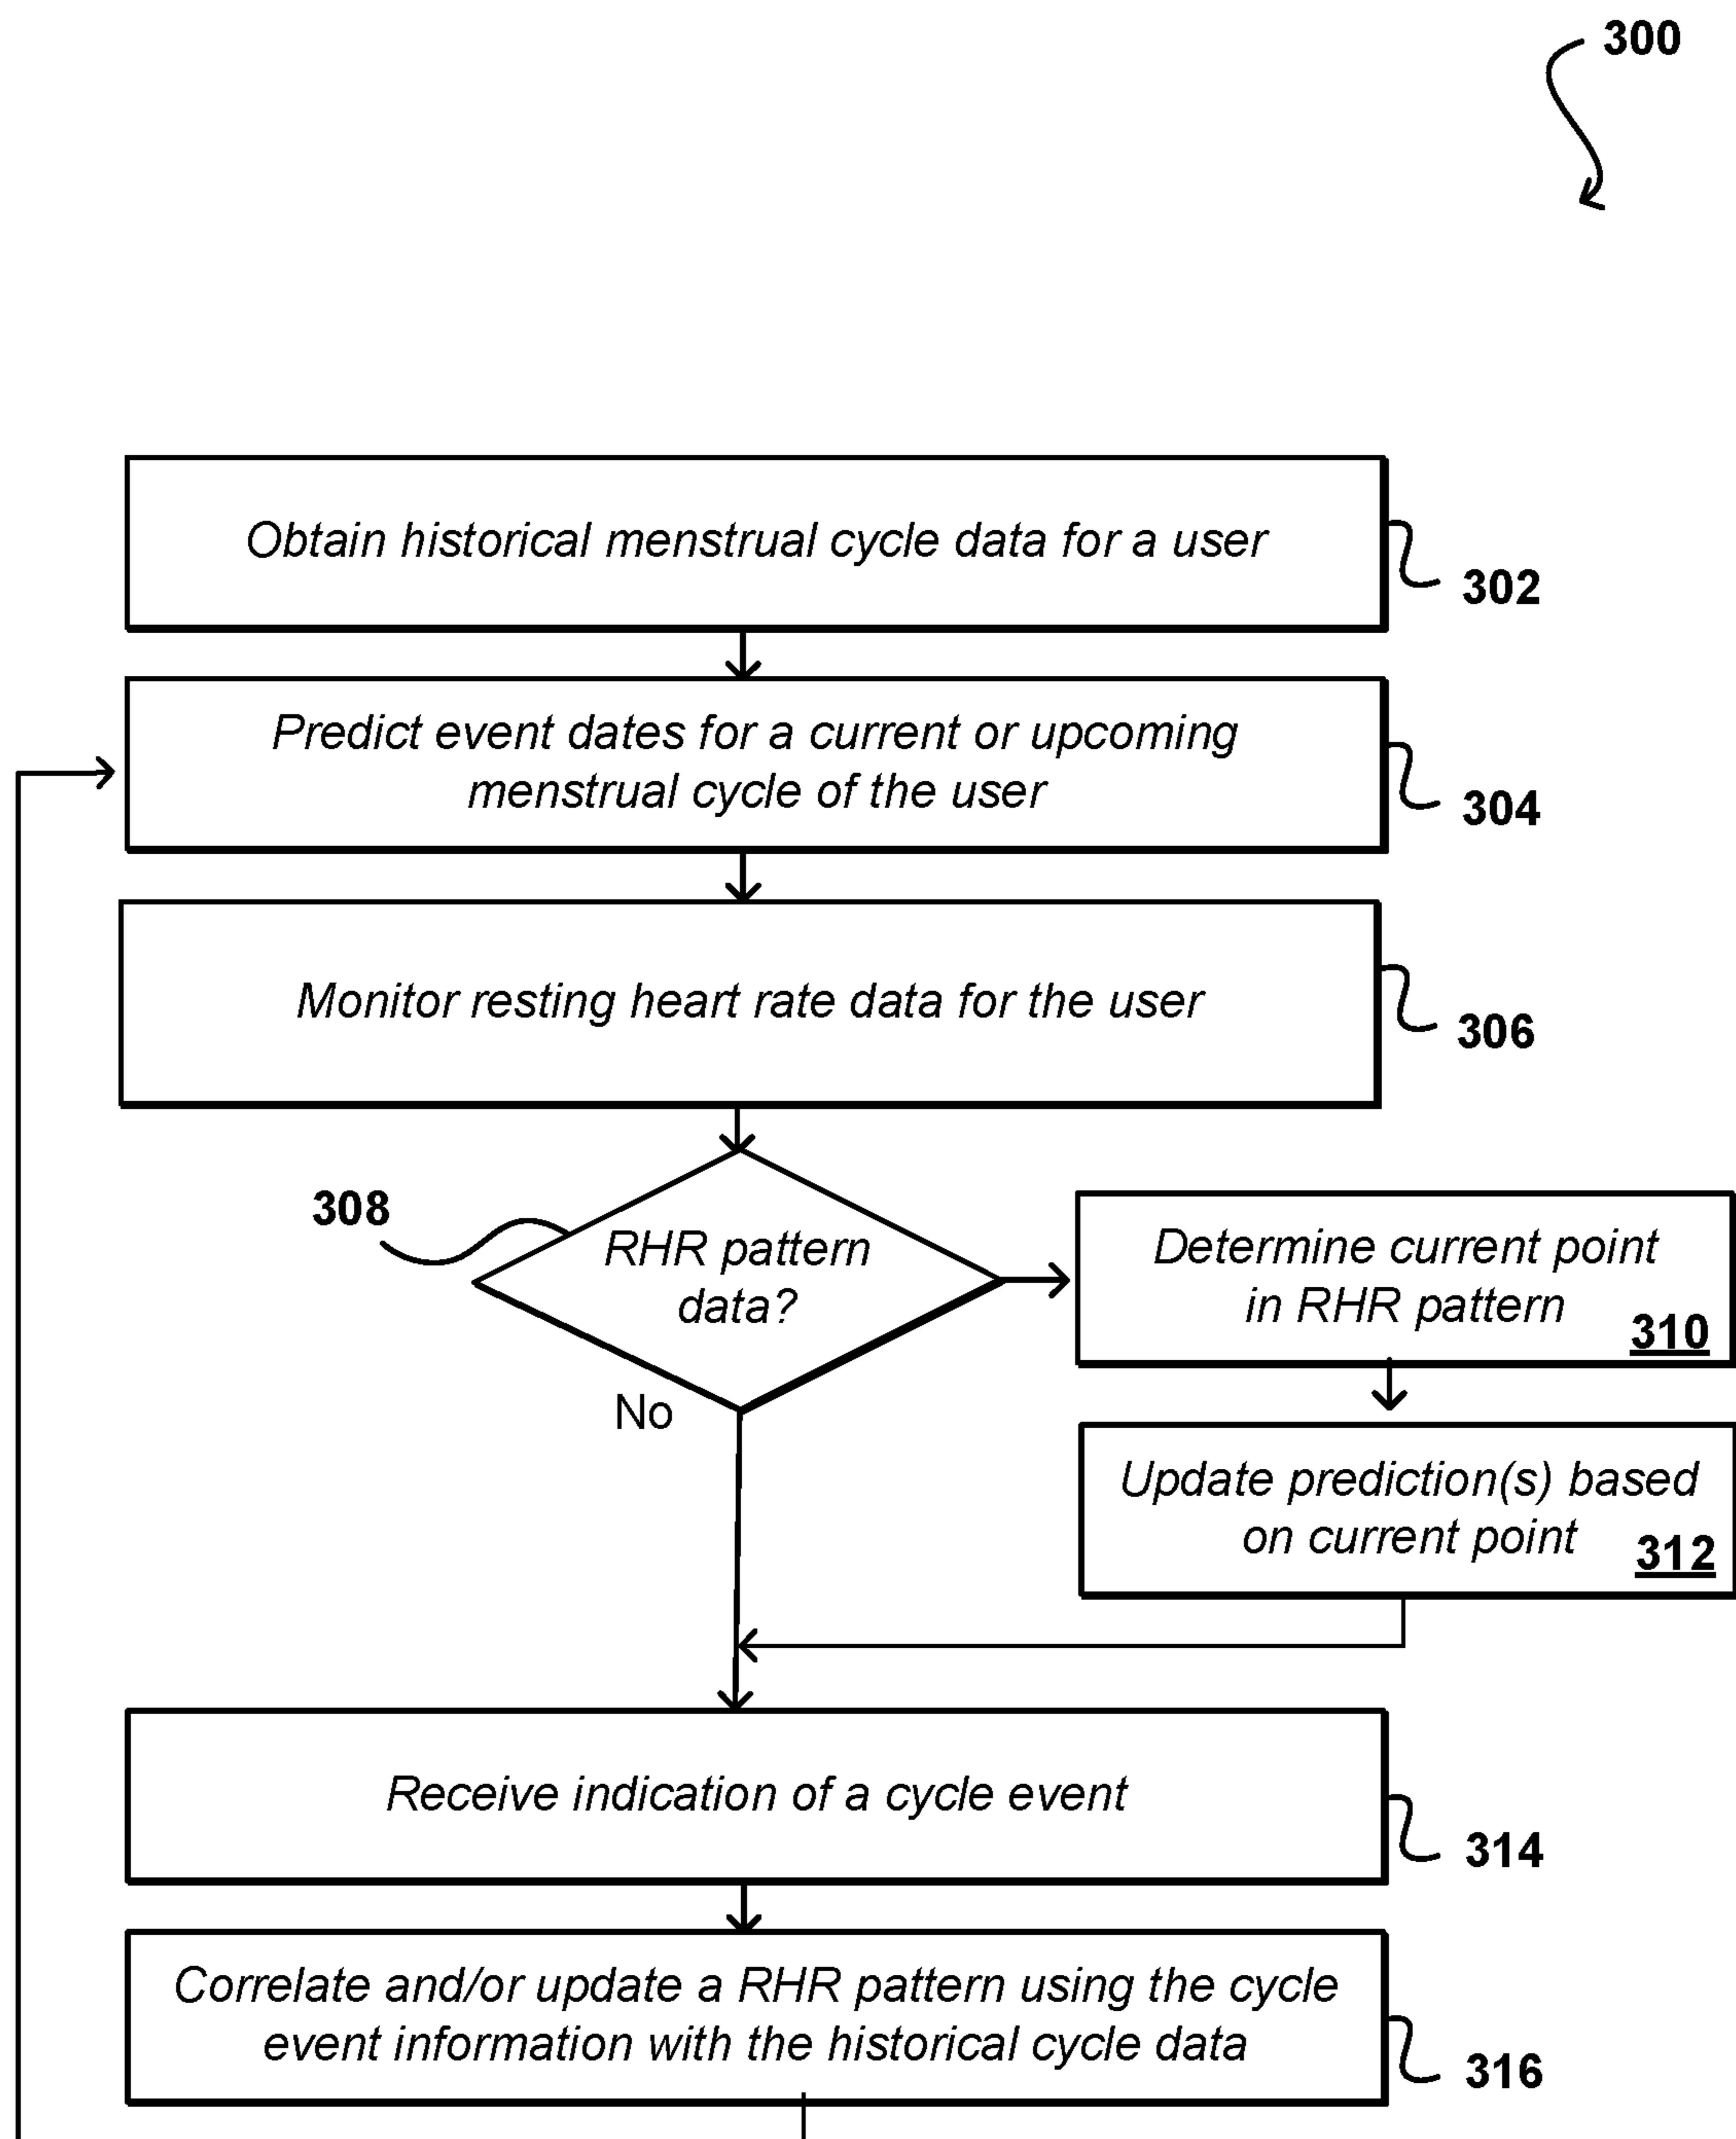 300
Obtain historical menstrual cycle data for a user
302
Predict event dates for a current or upcoming
menstrual cycle of the user
304
Monitor resting heart rate data for the user
306
308
RHR pattern
data?
Determine current point
in RHR pattern
310
No
Update prediction(s) based
on current point
312
Receive indication of a cycle event
314
Correlate and/or update a RHR pattern using the cycle
event information with the historical cycle data
316